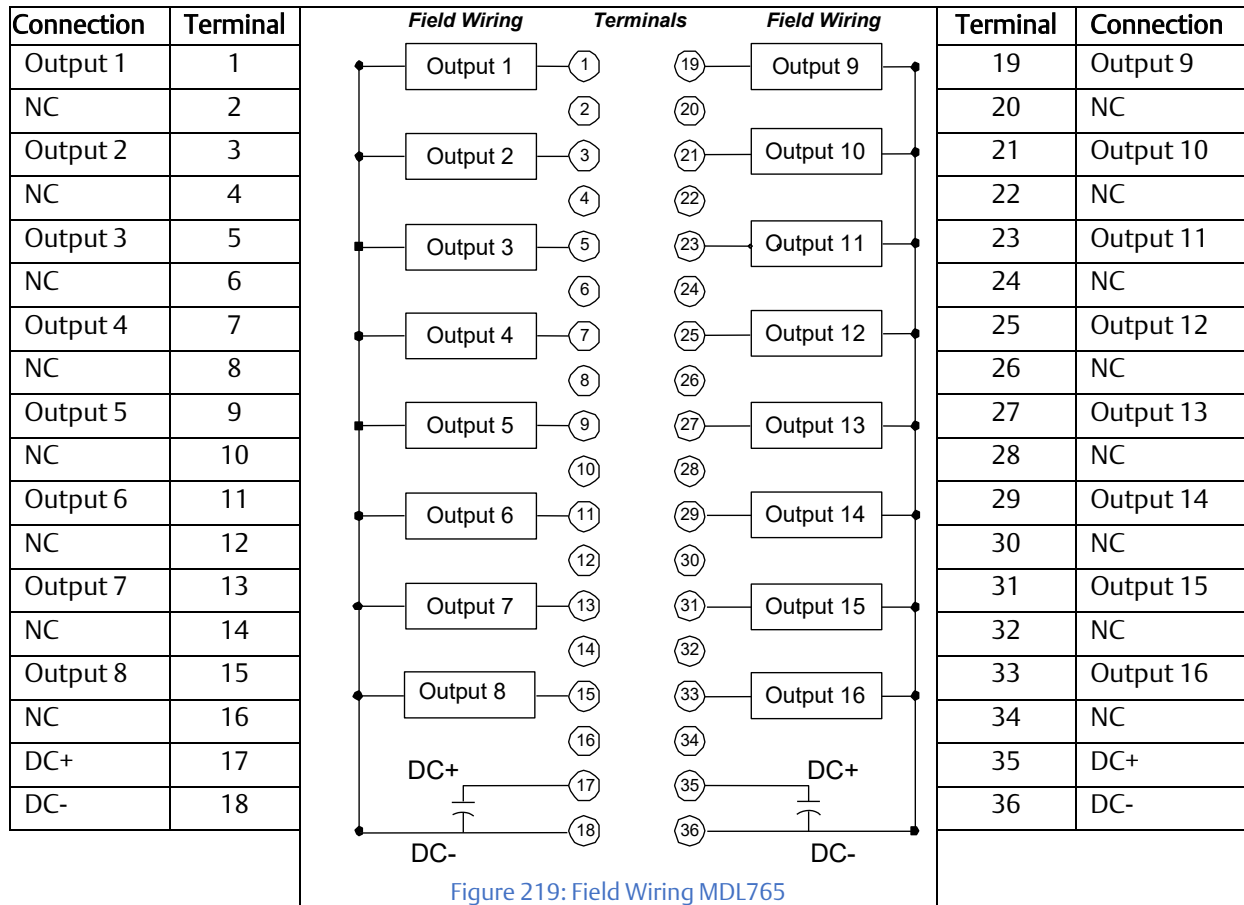 Connection Terminal Field Wiring Terminals Field Wiring Terminal Connection
Output 1 1 Output 1 1 19 Output 9 19 Output 9
NC 2 2 20 20 NC
Output 2 3 Output 2 3 21 Output 10 21 Output 10
NC 4 4 22 22 NC
Output 3 5 Output 3 5 23 Output 11 23 Output 11
NC 6 6 24 24 NC
Output 4 7 Output 4 7 25 Output 12 25 Output 12
NC 8 8 26 26 NC
Output 5 9 Output 5 9 27 Output 13 27 Output 13
NC 10 10 28 28 NC
Output 6 11 Output 6 11 29 Output 14 29 Output 14
NC 12 12 30 30 NC
Output 7 13 Output 7 13 31 Output 15 31 Output 15
NC 14 14 32 32 NC
Output 8 15 Output 8 15 33 Output 16 33 Output 16
NC 16 16 34 34 NC
DC+ 17 DC+ 17 35 DC+ 35 DC+
DC- 18 18 36 36 DC-
DC- DC-
Figure 219: Field Wiring MDL765